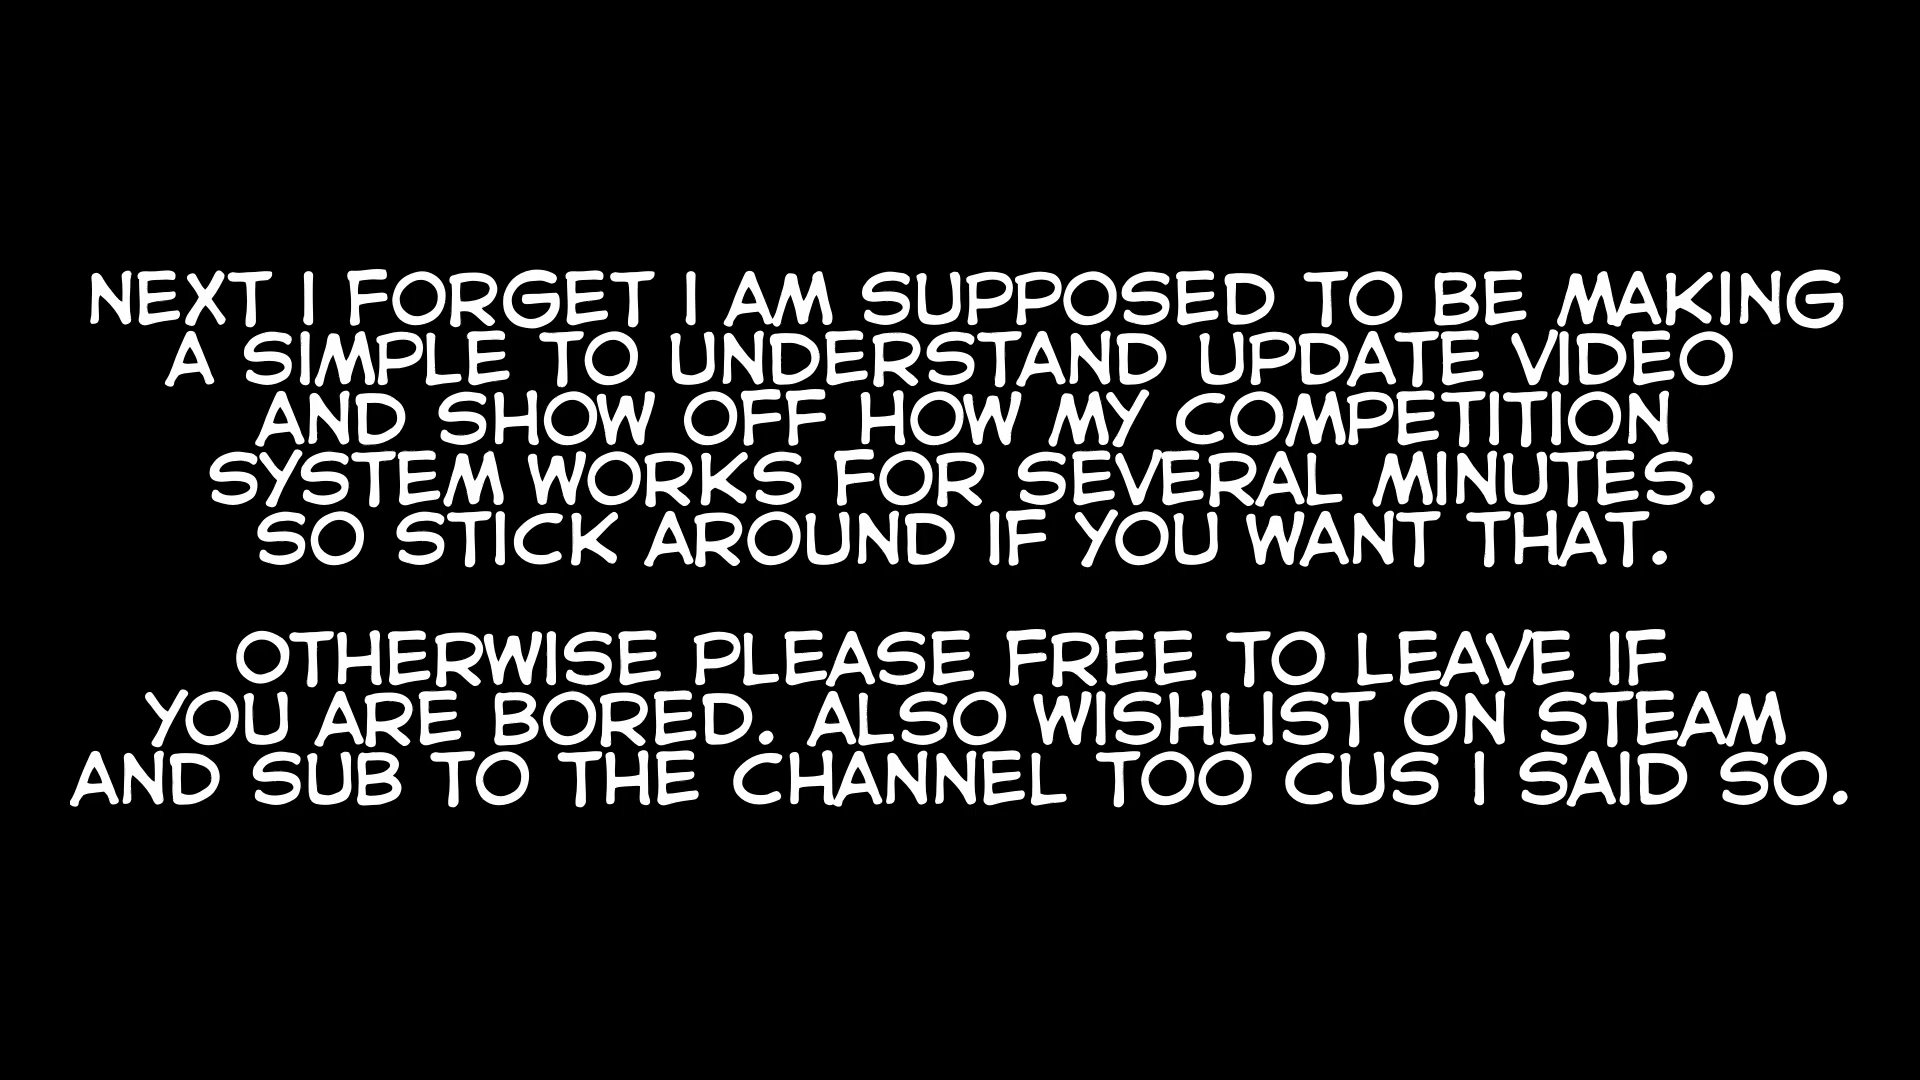 NEXT I FORGET I AM SUPPOSED TO BE MAKING
A SIMPLE TO UNDERSTAND UPDATE VIDEO
AND SHOW OFF HOW MY COMPETITION
SYSTEM WORKS FOR SEVERAL MINUTES.
SO STICK AROUND IF YOU WANT THAT.
OTHERWISE PLEASE FREE TO LEAVE IF
YOU ARE BORED. ALSO WISHLIST ON STEAM
AND SUB TO THE CHANNEL TOO CUS I SAID SO.